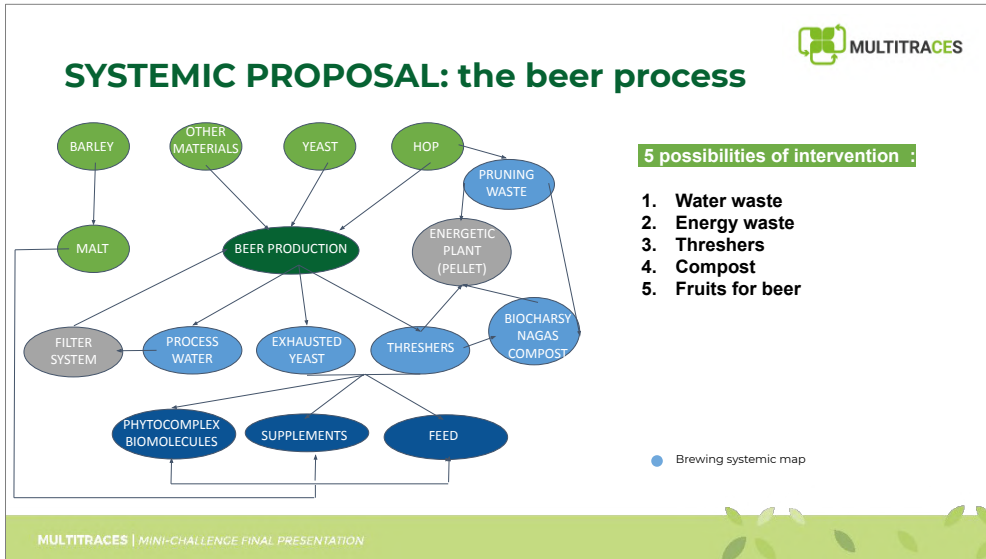 MULTITRACES
SYSTEMIC PROPOSAL: the beer process
BARLEY
OTHER
MATERIALS
YEAST
HOP
PRUNING
WASTE
MALT
BEER PRODUCTION
ENERGETIC
PLANT
(PELLET)
FILTER
SYSTEM
PROCESS
WATER
EXHAUSTED
YEAST
THRESHERS
BIOCHARSY
NAGAS
COMPOST
PHYTOCOMPLEX
BIOMOLECULES
SUPPLEMENTS
FEED
5 possibilities of intervention :
1. Water waste
2. Energy waste
3. Threshers
4. Compost
5. Fruits for beer
Brewing systemic map
MULTITRACES | MINI-CHALLENGE FINAL PRESENTATION